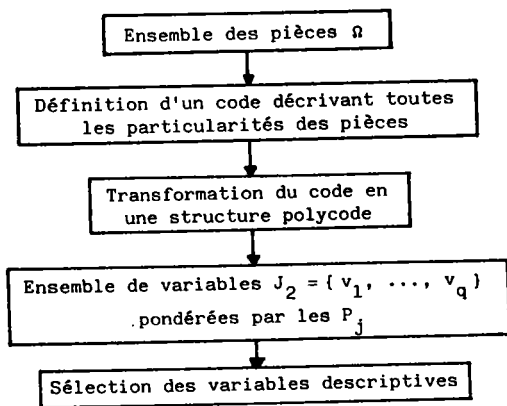 Ensemble des pièces Ω
Définition d'un code décrivant toutes
les particularités des pièces
Transformation du code en
une structure polycode
Ensemble de variables J₂ = { v₁, ..., v_q }
.pondérées par les P_j
Sélection des variables descriptives